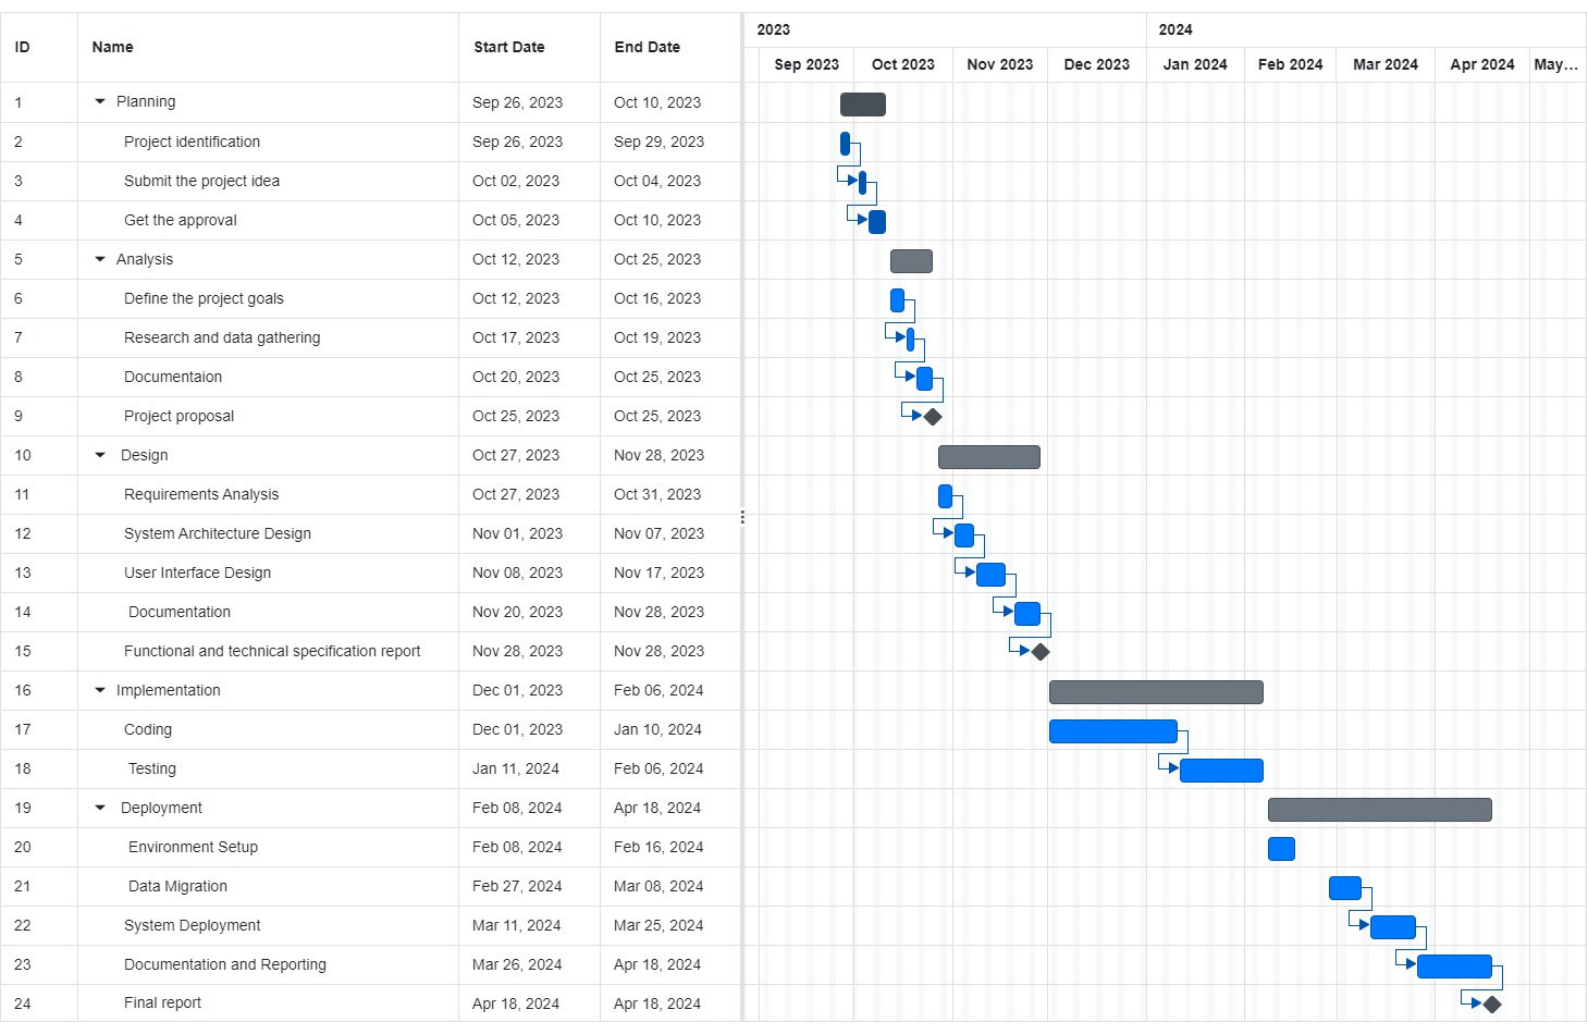 ID Name Start Date End Date 2023 2024
Sep 2023 Oct 2023 Nov 2023 Dec 2023 Jan 2024 Feb 2024 Mar 2024 Apr 2024 May...
1 Planning Sep 26, 2023 Oct 10, 2023
2 Project identification Sep 26, 2023 Sep 29, 2023
3 Submit the project idea Oct 02, 2023 Oct 04, 2023
4 Get the approval Oct 05, 2023 Oct 10, 2023
5 Analysis Oct 12, 2023 Oct 25, 2023
6 Define the project goals Oct 12, 2023 Oct 16, 2023
7 Research and data gathering Oct 17, 2023 Oct 19, 2023
8 Documentaion Oct 20, 2023 Oct 25, 2023
9 Project proposal Oct 25, 2023 Oct 25, 2023
10 Design Oct 27, 2023 Nov 28, 2023
11 Requirements Analysis Oct 27, 2023 Oct 31, 2023
12 System Architecture Design Nov 01, 2023 Nov 07, 2023
13 User Interface Design Nov 08, 2023 Nov 17, 2023
14 Documentation Nov 20, 2023 Nov 28, 2023
15 Functional and technical specification report Nov 28, 2023 Nov 28, 2023
16 Implementation Dec 01, 2023 Feb 06, 2024
17 Coding Dec 01, 2023 Jan 10, 2024
18 Testing Jan 11, 2024 Feb 06, 2024
19 Deployment Feb 08, 2024 Apr 18, 2024
20 Environment Setup Feb 08, 2024 Feb 16, 2024
21 Data Migration Feb 27, 2024 Mar 08, 2024
22 System Deployment Mar 11, 2024 Mar 25, 2024
23 Documentation and Reporting Mar 26, 2024 Apr 18, 2024
24 Final report Apr 18, 2024 Apr 18, 2024